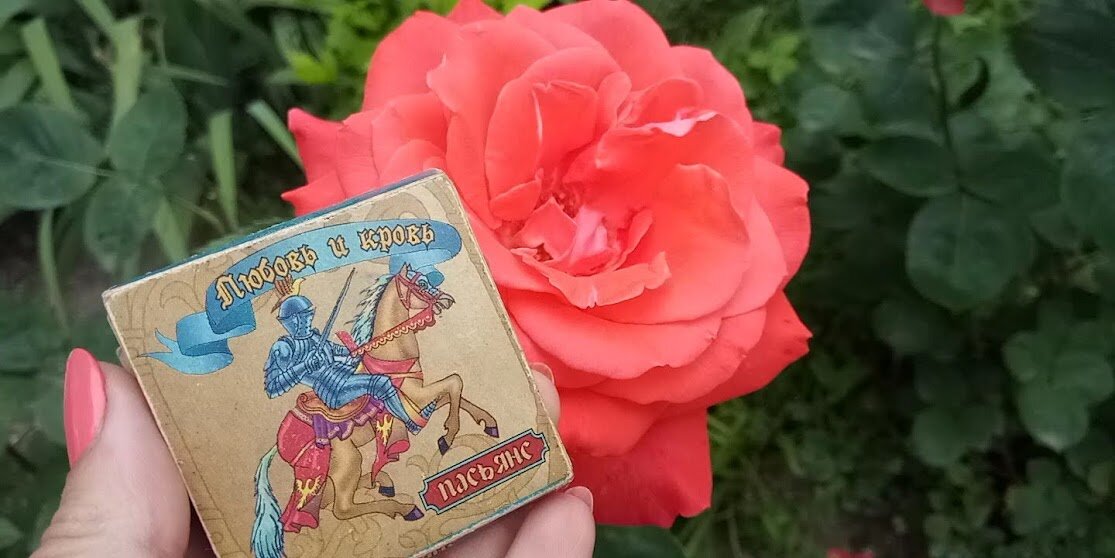 Любовь и кровь
пасьянс